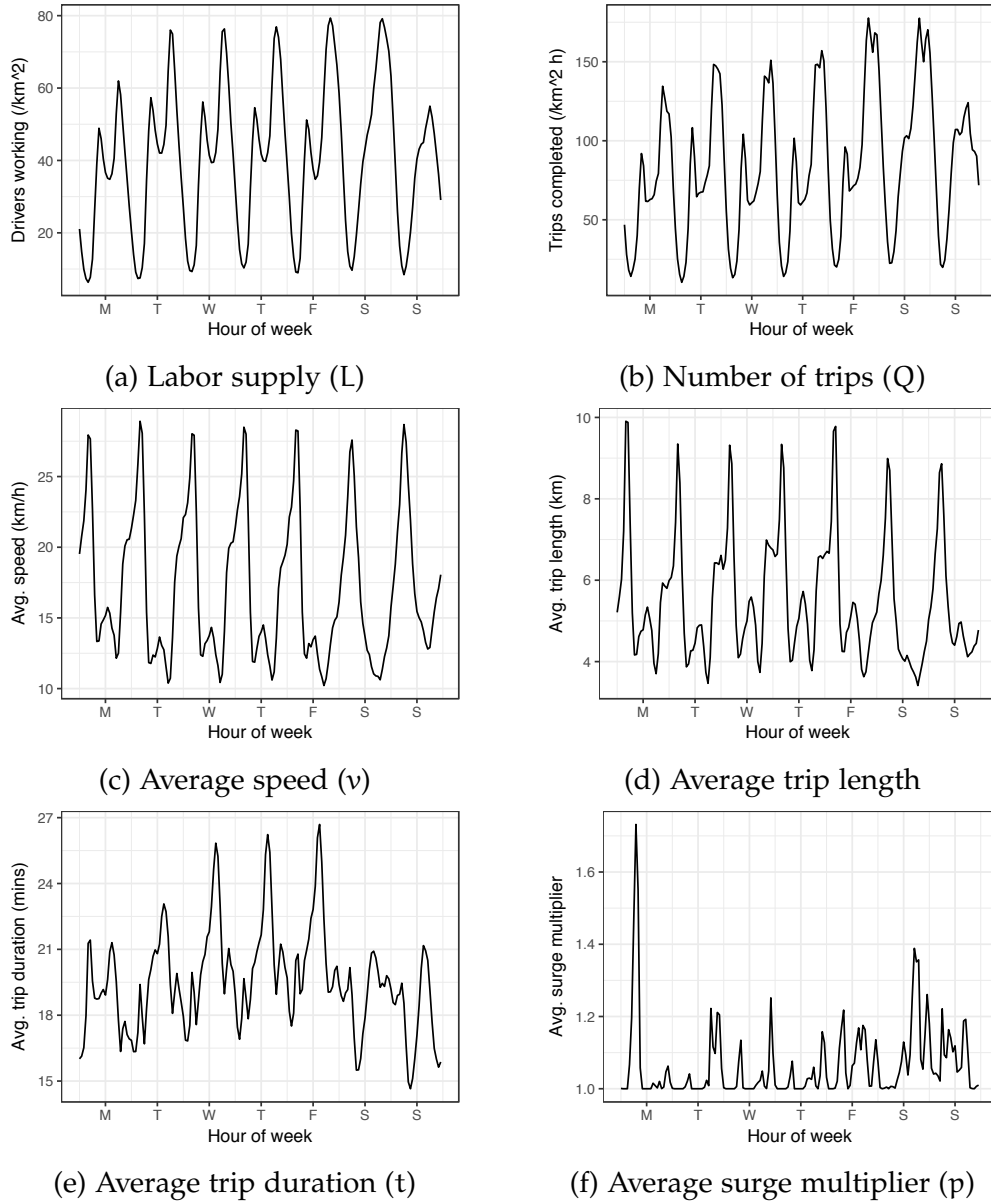 80
60
40
20
Drivers working (/km^2)
M T W T F S S
Hour of week
(a) Labor supply (L)
150
100
50
Trips completed (/km^2 h)
M T W T F S S
Hour of week
(b) Number of trips (Q)
25
20
15
10
Avg. speed (km/h)
M T W T F S S
Hour of week
(c) Average speed (v)
10
8
6
4
Avg. trip length (km)
M T W T F S S
Hour of week
(d) Average trip length
27
24
21
18
15
Avg. trip duration (mins)
M T W T F S S
Hour of week
(e) Average trip duration (t)
1.6
1.4
1.2
1.0
Avg. surge multiplier
M T W T F S S
Hour of week
(f) Average surge multiplier (p)